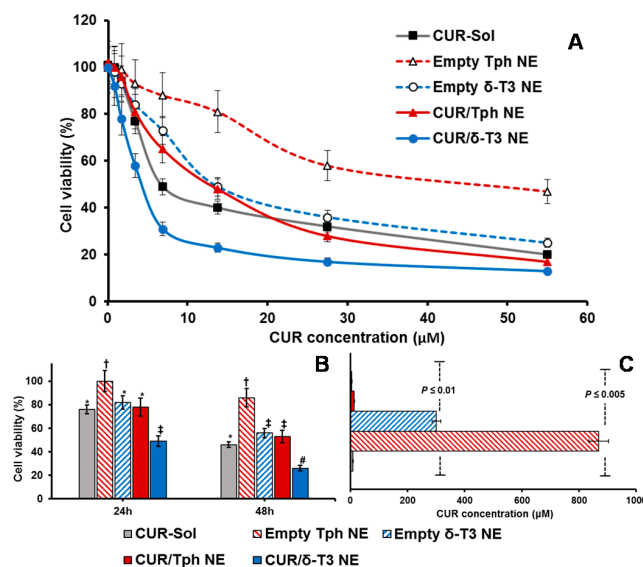 120
100
80
60
40
20
0
Cell viability (%)
CUR-Sol
Empty Tph NE
Empty δ-T3 NE
CUR/Tph NE
CUR/δ-T3 NE
A
0 10 20 30 40 50 60
CUR concentration (µM)
B
100
80
60
40
20
0
Cell viability (%)
* † * * ‡
* † ‡ ‡ #
24h 48h
C
P ≤ 0.01
P ≤ 0.005
0 200 400 600 800 1000
CUR concentration (µM)
CUR-Sol Empty Tph NE Empty δ-T3 NE
CUR/Tph NE CUR/δ-T3 NE